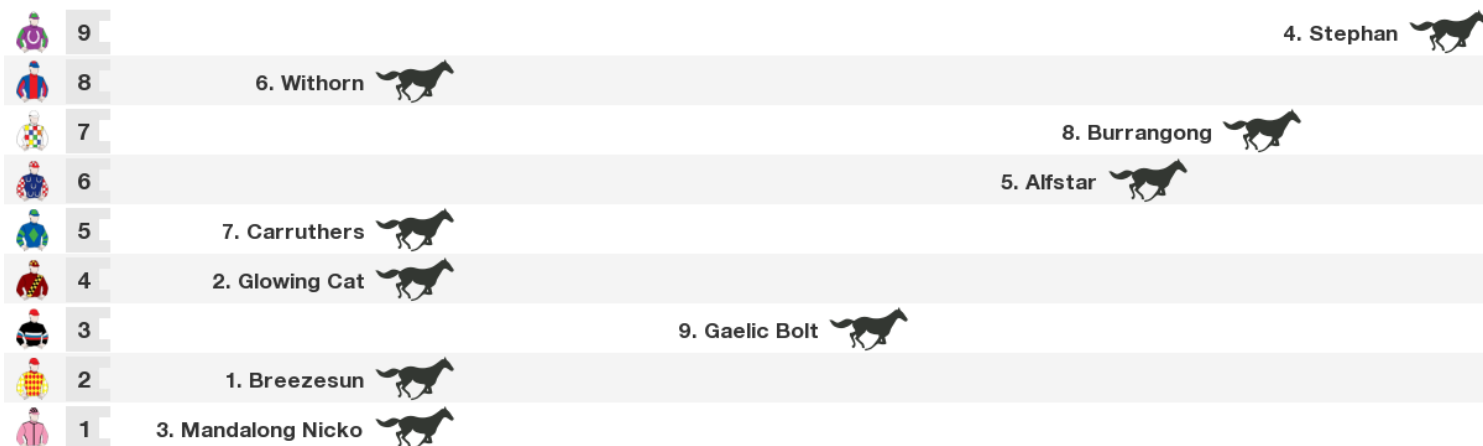 9 4. Stephan
8 6. Withorn
7 8. Burrangong
6 5. Alfstar
5 7. Carruthers
4 2. Glowing Cat
3 9. Gaelic Bolt
2 1. Breezesun
1 3. Mandalong Nicko